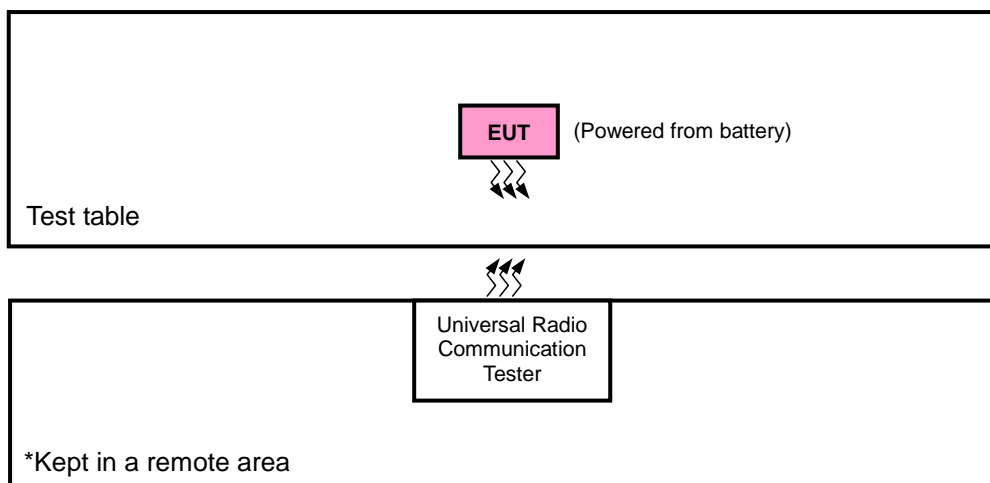 EUT
(Powered from battery)
Test table
Universal Radio
Communication
Tester
*Kept in a remote area